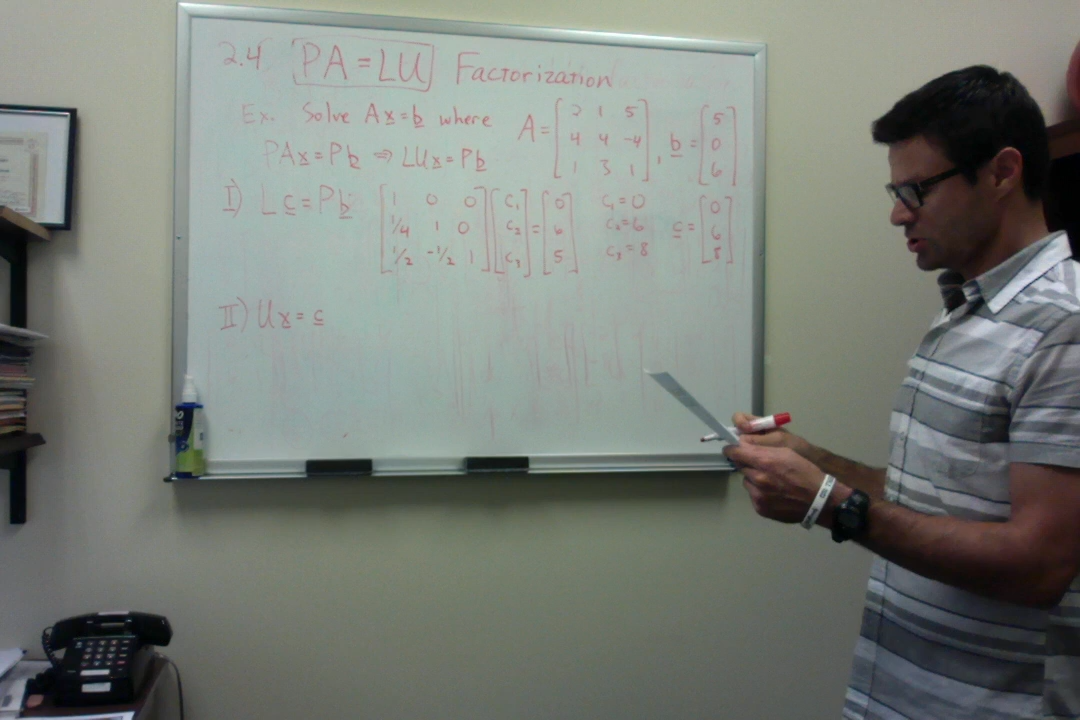 2.4 PA = LU Factorization
Ex. Solve Ax = b where A = [2 1 5; 4 4 -4; 1 3 1], b = [5; 0; 6]
PAx = Pb ⇒ LUx = Pb
I) Lc = Pb: [1 0 0; 1/4 1 0; 1/2 -1/2 1] [c₁; c₂; c₃] = [0; 6; 5] c₁ = 0 c₂ = 6 c₃ = 8 c = [0; 6; 8]
II) Ux = c